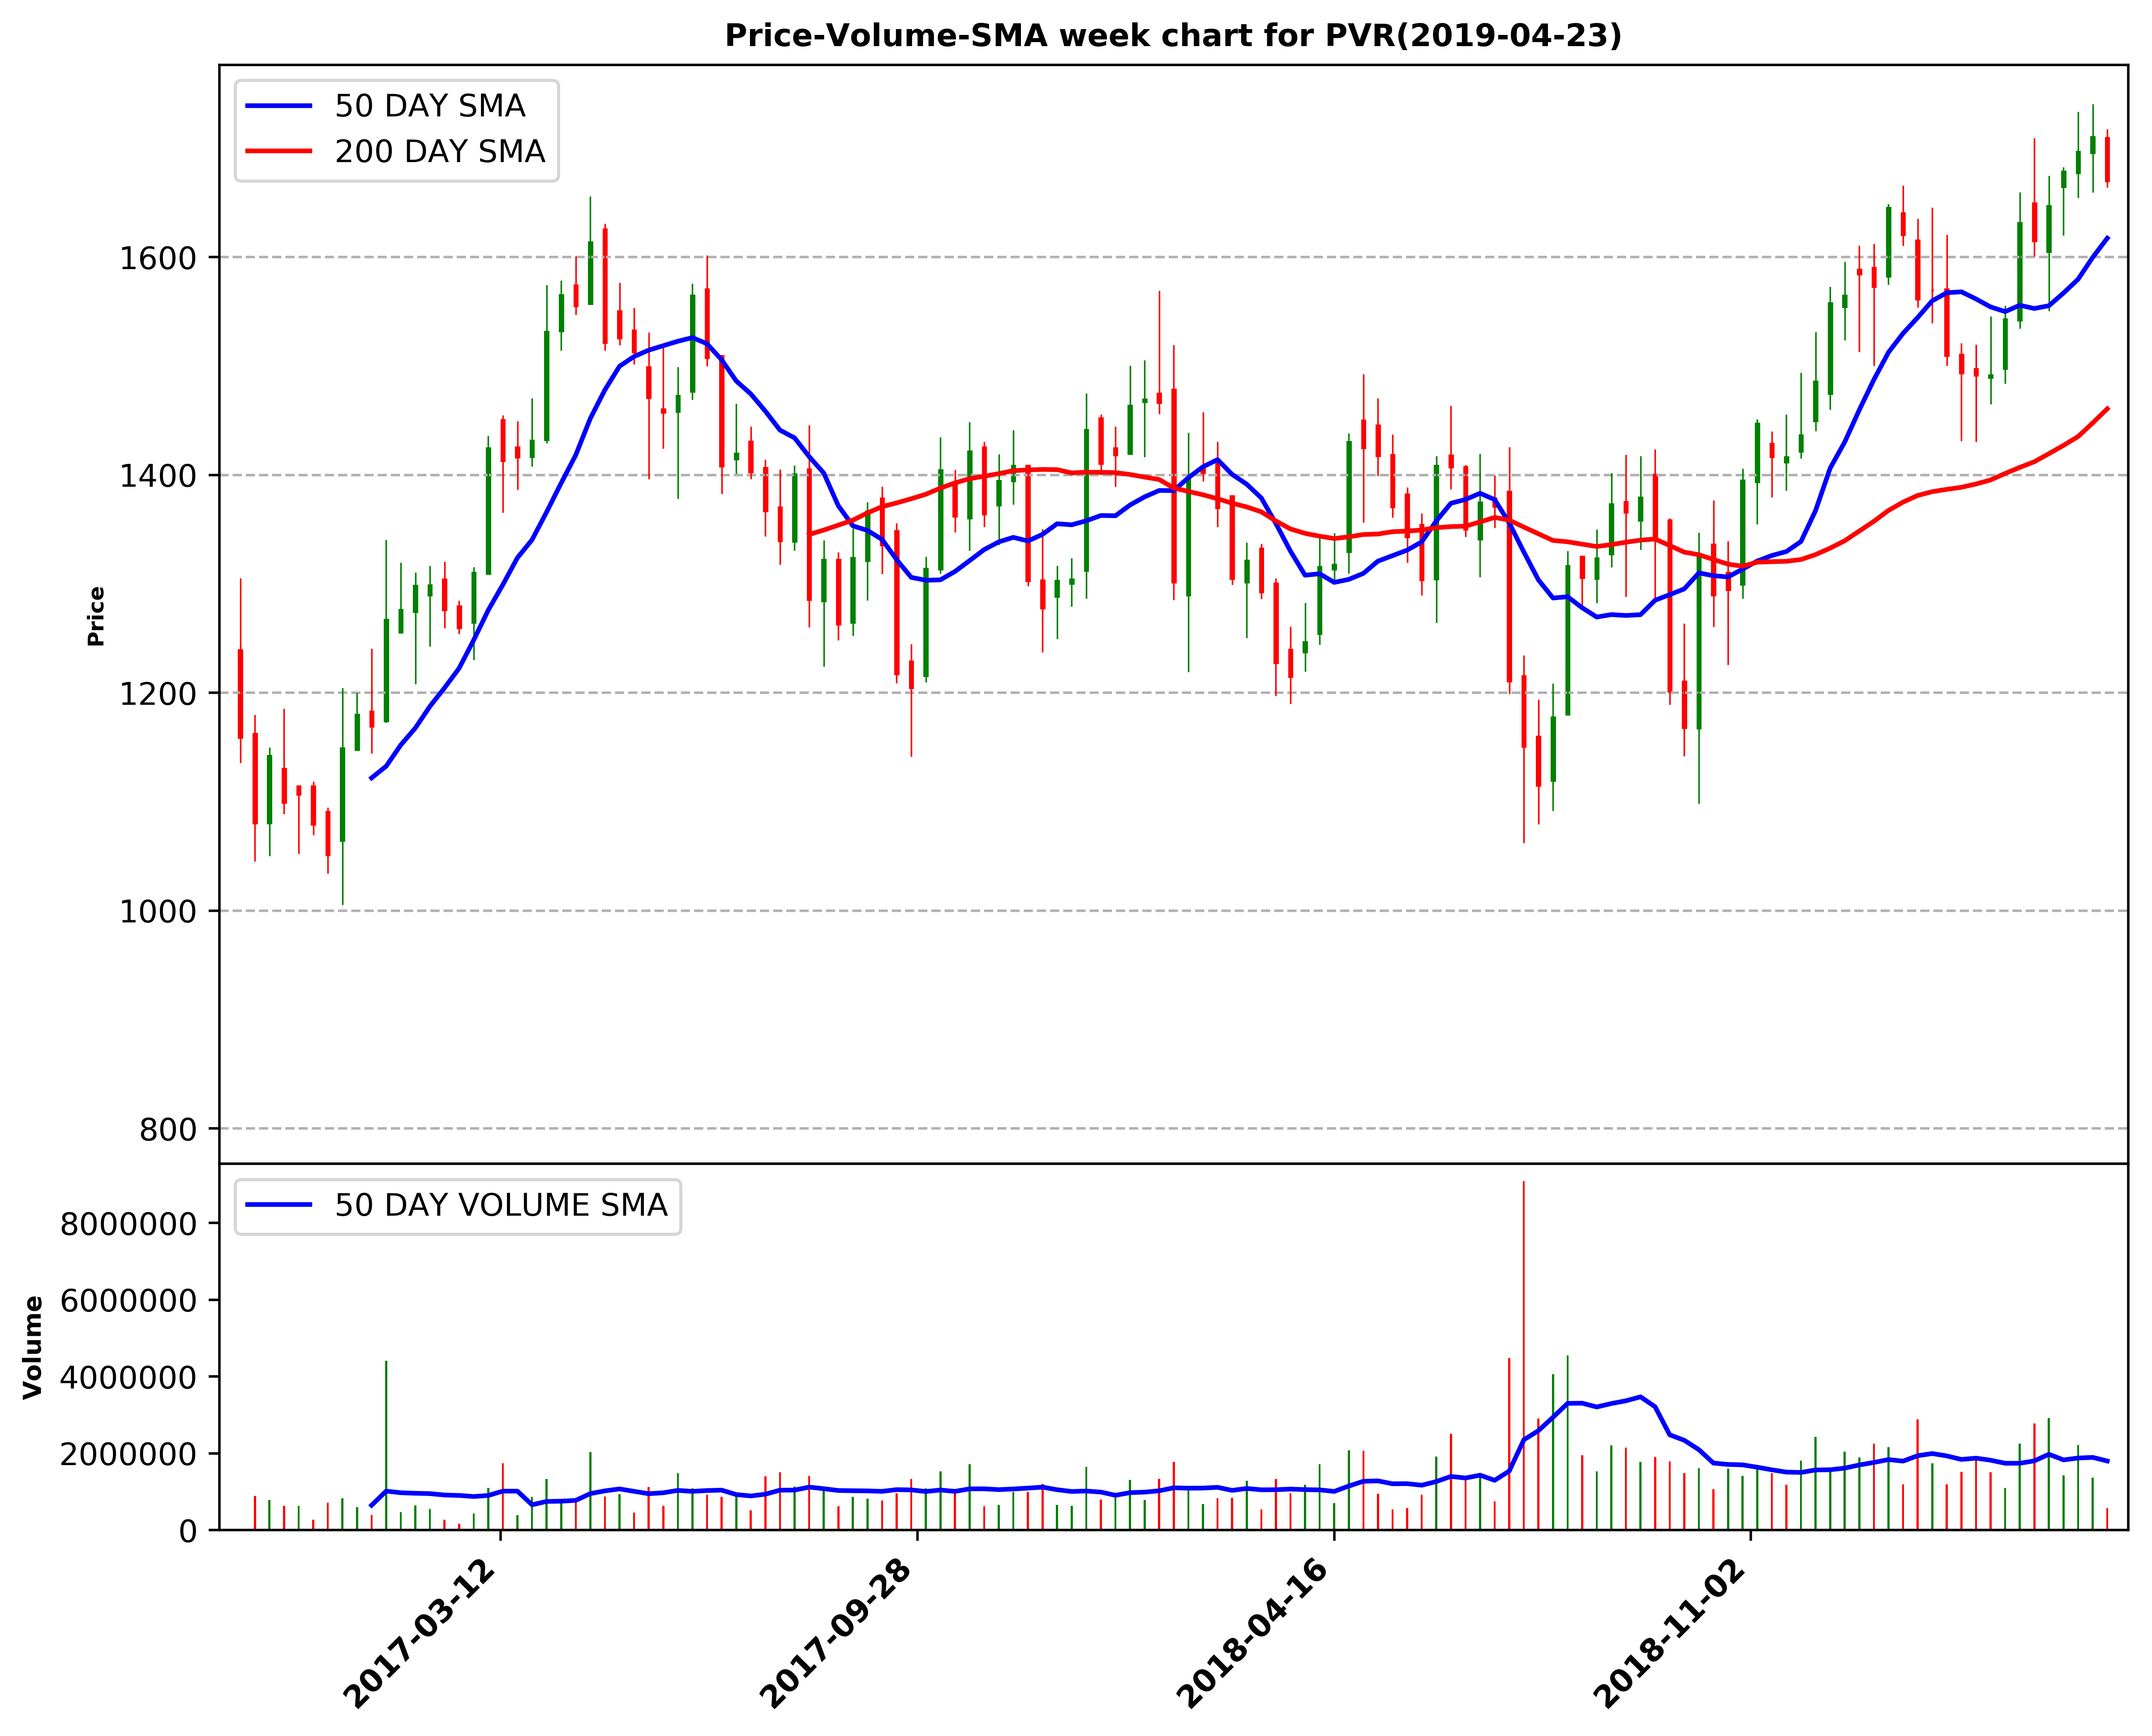 Price-Volume-SMA week chart for PVR(2019-04-23)
50 DAY SMA
200 DAY SMA
1600
1400
1200
1000
800
Price
50 DAY VOLUME SMA
8000000
6000000
4000000
2000000
0
Volume
2017-03-12
2017-09-28
2018-04-16
2018-11-02